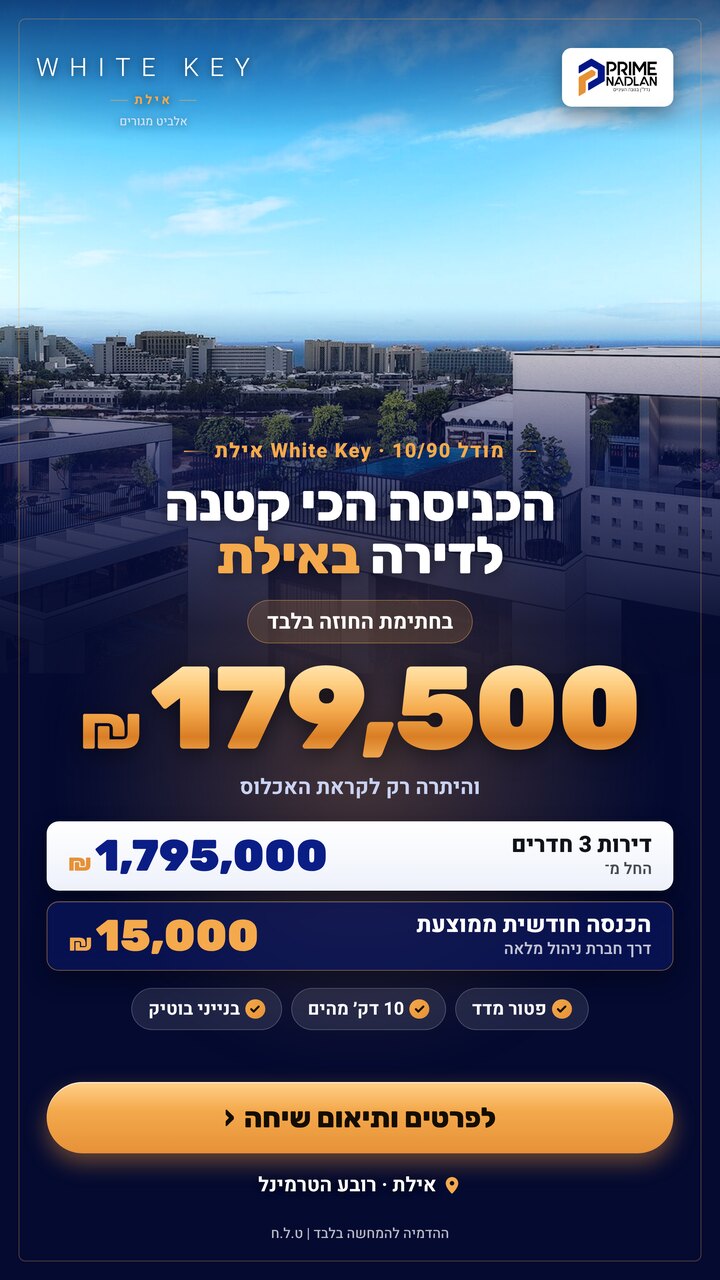 WHITE KEY
אילת
אלביט מגורים
PRIME
NADLAN
נדל"ן בגובה העיניים
מודל 10/90 · White Key אילת
הכניסה הכי קטנה
לדירה באילת
בחתימת החוזה בלבד
179,500 ₪
והיתרה רק לקראת האכלוס
דירות 3 חדרים
החל מ־
1,795,000 ₪
הכנסה חודשית ממוצעת
דרך חברת ניהול מלאה
15,000 ₪
פטור מדד
10 דק׳ מהים
בנייני בוטיק
לפרטים ותיאום שיחה ‹
אילת · רובע הטרמינל
ההדמיה להמחשה בלבד | ט.ל.ח